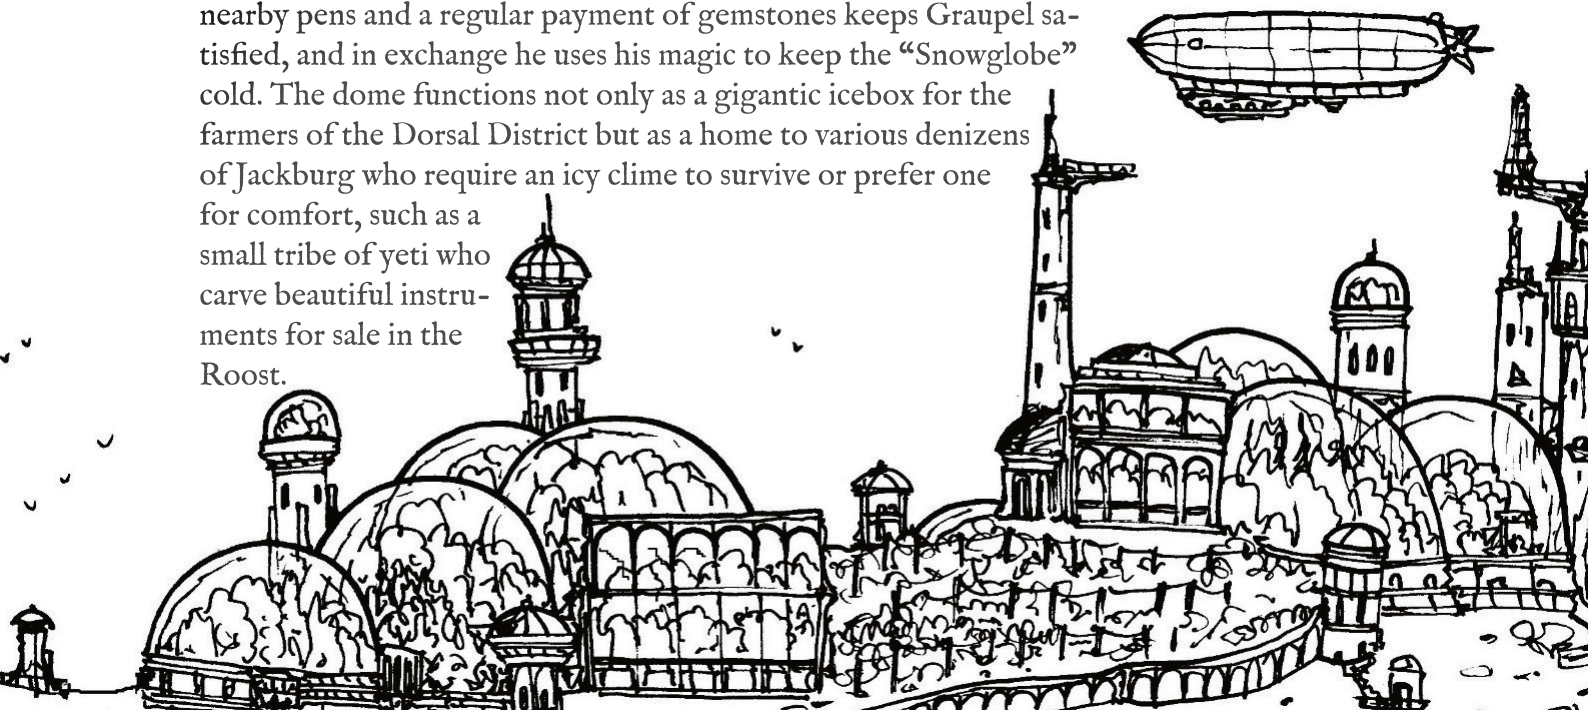 nearby pens and a regular payment of gemstones keeps Graupel sa-
tisfied, and in exchange he uses his magic to keep the “Snowglobe”
cold. The dome functions not only as a gigantic icebox for the
farmers of the Dorsal District but as a home to various denizens
of Jackburg who require an icy clime to survive or prefer one
for comfort, such as a
small tribe of yeti who
carve beautiful instru-
ments for sale in the
Roost.